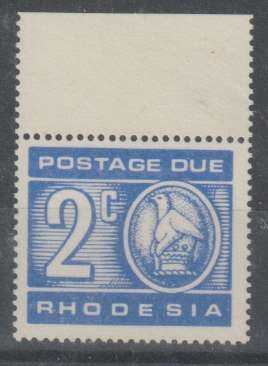 POSTAGE DUE
2c
RHODESIA